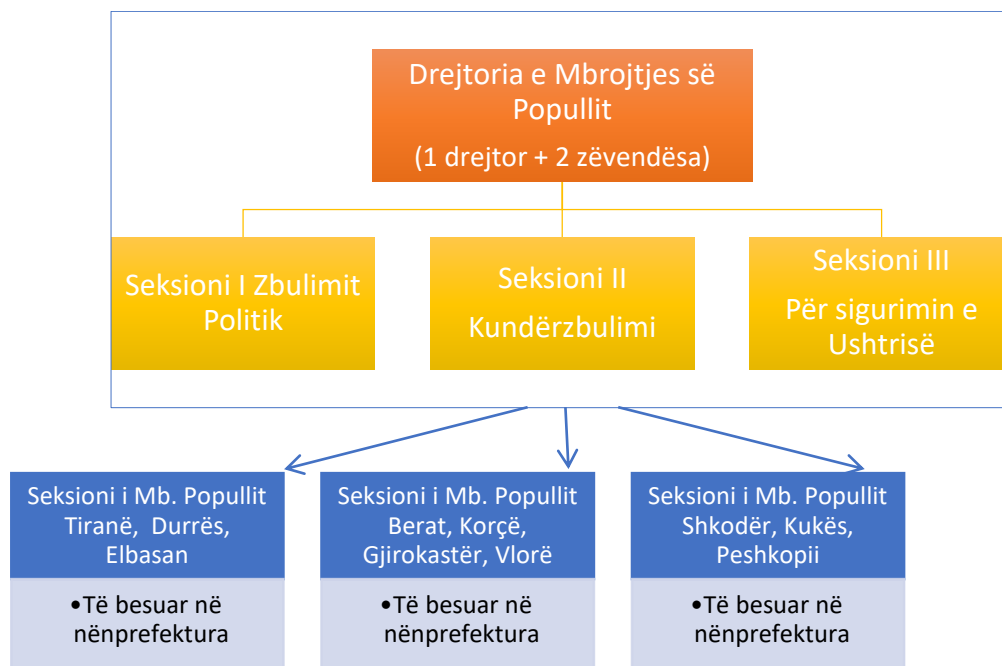 Drejtoria e Mbrojtjes së
Popullit
(1 drejtor + 2 zëvendësa)
Seksioni I Zbulimit
Politik
Seksioni II
Kundërzbulimi
Seksioni III
Për sigurimin e
Ushtrisë
Seksioni i Mb. Popullit
Tiranë, Durrës,
Elbasan
•Të besuar në
nënprefektura
Seksioni i Mb. Popullit
Berat, Korçë,
Gjirokastër, Vlorë
•Të besuar në
nënprefektura
Seksioni i Mb. Popullit
Shkodër, Kukës,
Peshkopii
•Të besuar në
nënprefektura